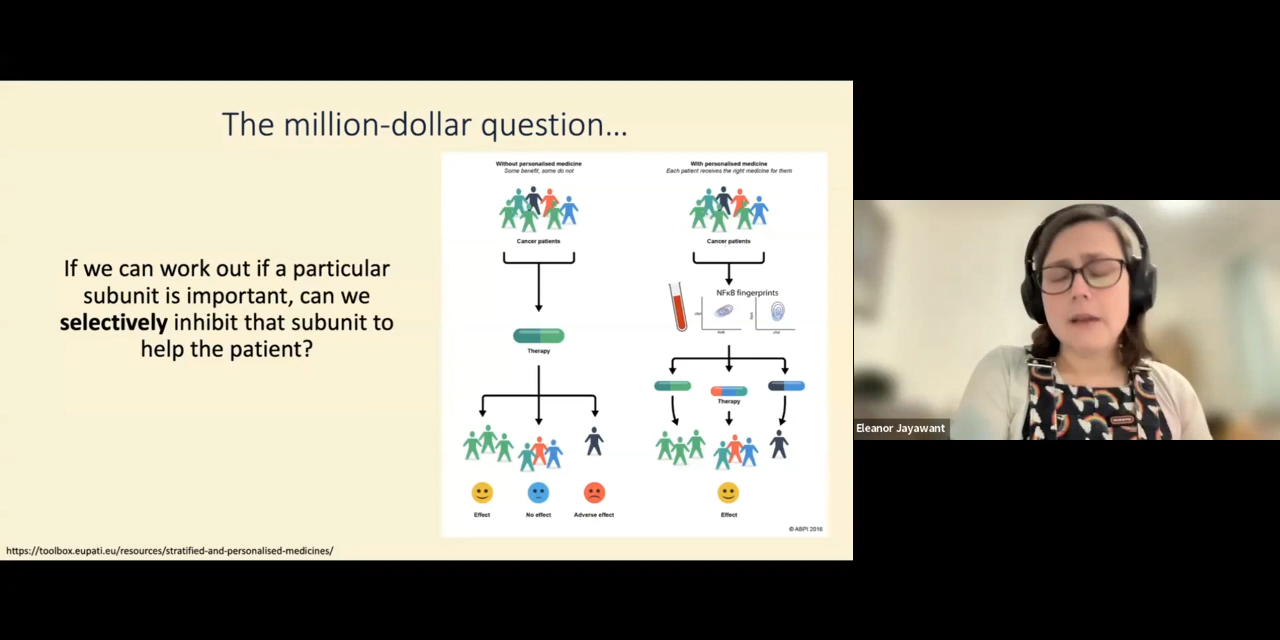 The million-dollar question...
If we can work out if a particular
subunit is important, can we
selectively inhibit that subunit to
help the patient?
Without personalised medicine
Some benefit, some do not
Cancer patients
Therapy
Effect
No effect
Adverse effect
With personalised medicine
Each patient receives the right medicine for them
Cancer patients
NFκB fingerprints
Therapy
Effect
© ABPI 2016
https://toolbox.eupati.eu/resources/stratified-and-personalised-medicines/
Eleanor Jayawant